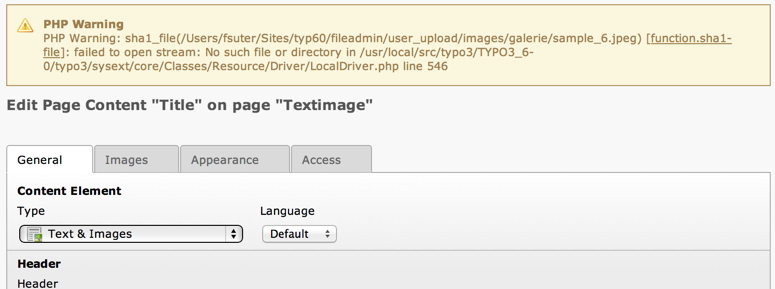 PHP Warning
PHP Warning: sha1_file(/Users/fsuter/Sites/typ60/fileadmin/user_upload/images/galerie/sample_6.jpeg) [function.sha1-
file]: failed to open stream: No such file or directory in /usr/local/src/typo3/TYPO3_6-
0/typo3/sysext/core/Classes/Resource/Driver/LocalDriver.php line 546
Edit Page Content "Title" on page "Textimage"
General Images Appearance Access
Content Element
Type Language
Text & Images Default
Header
Header